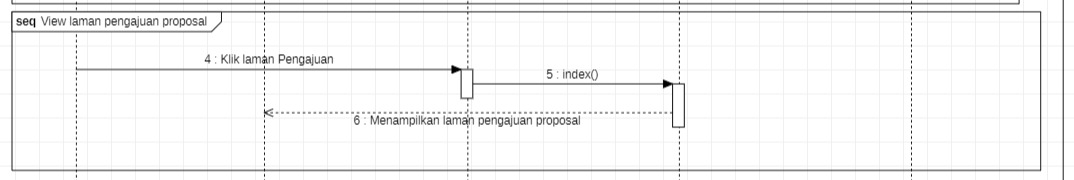 seq View laman pengajuan proposal
4 : Klik laman Pengajuan
5 : index()
6 : Menampilkan laman pengajuan proposal